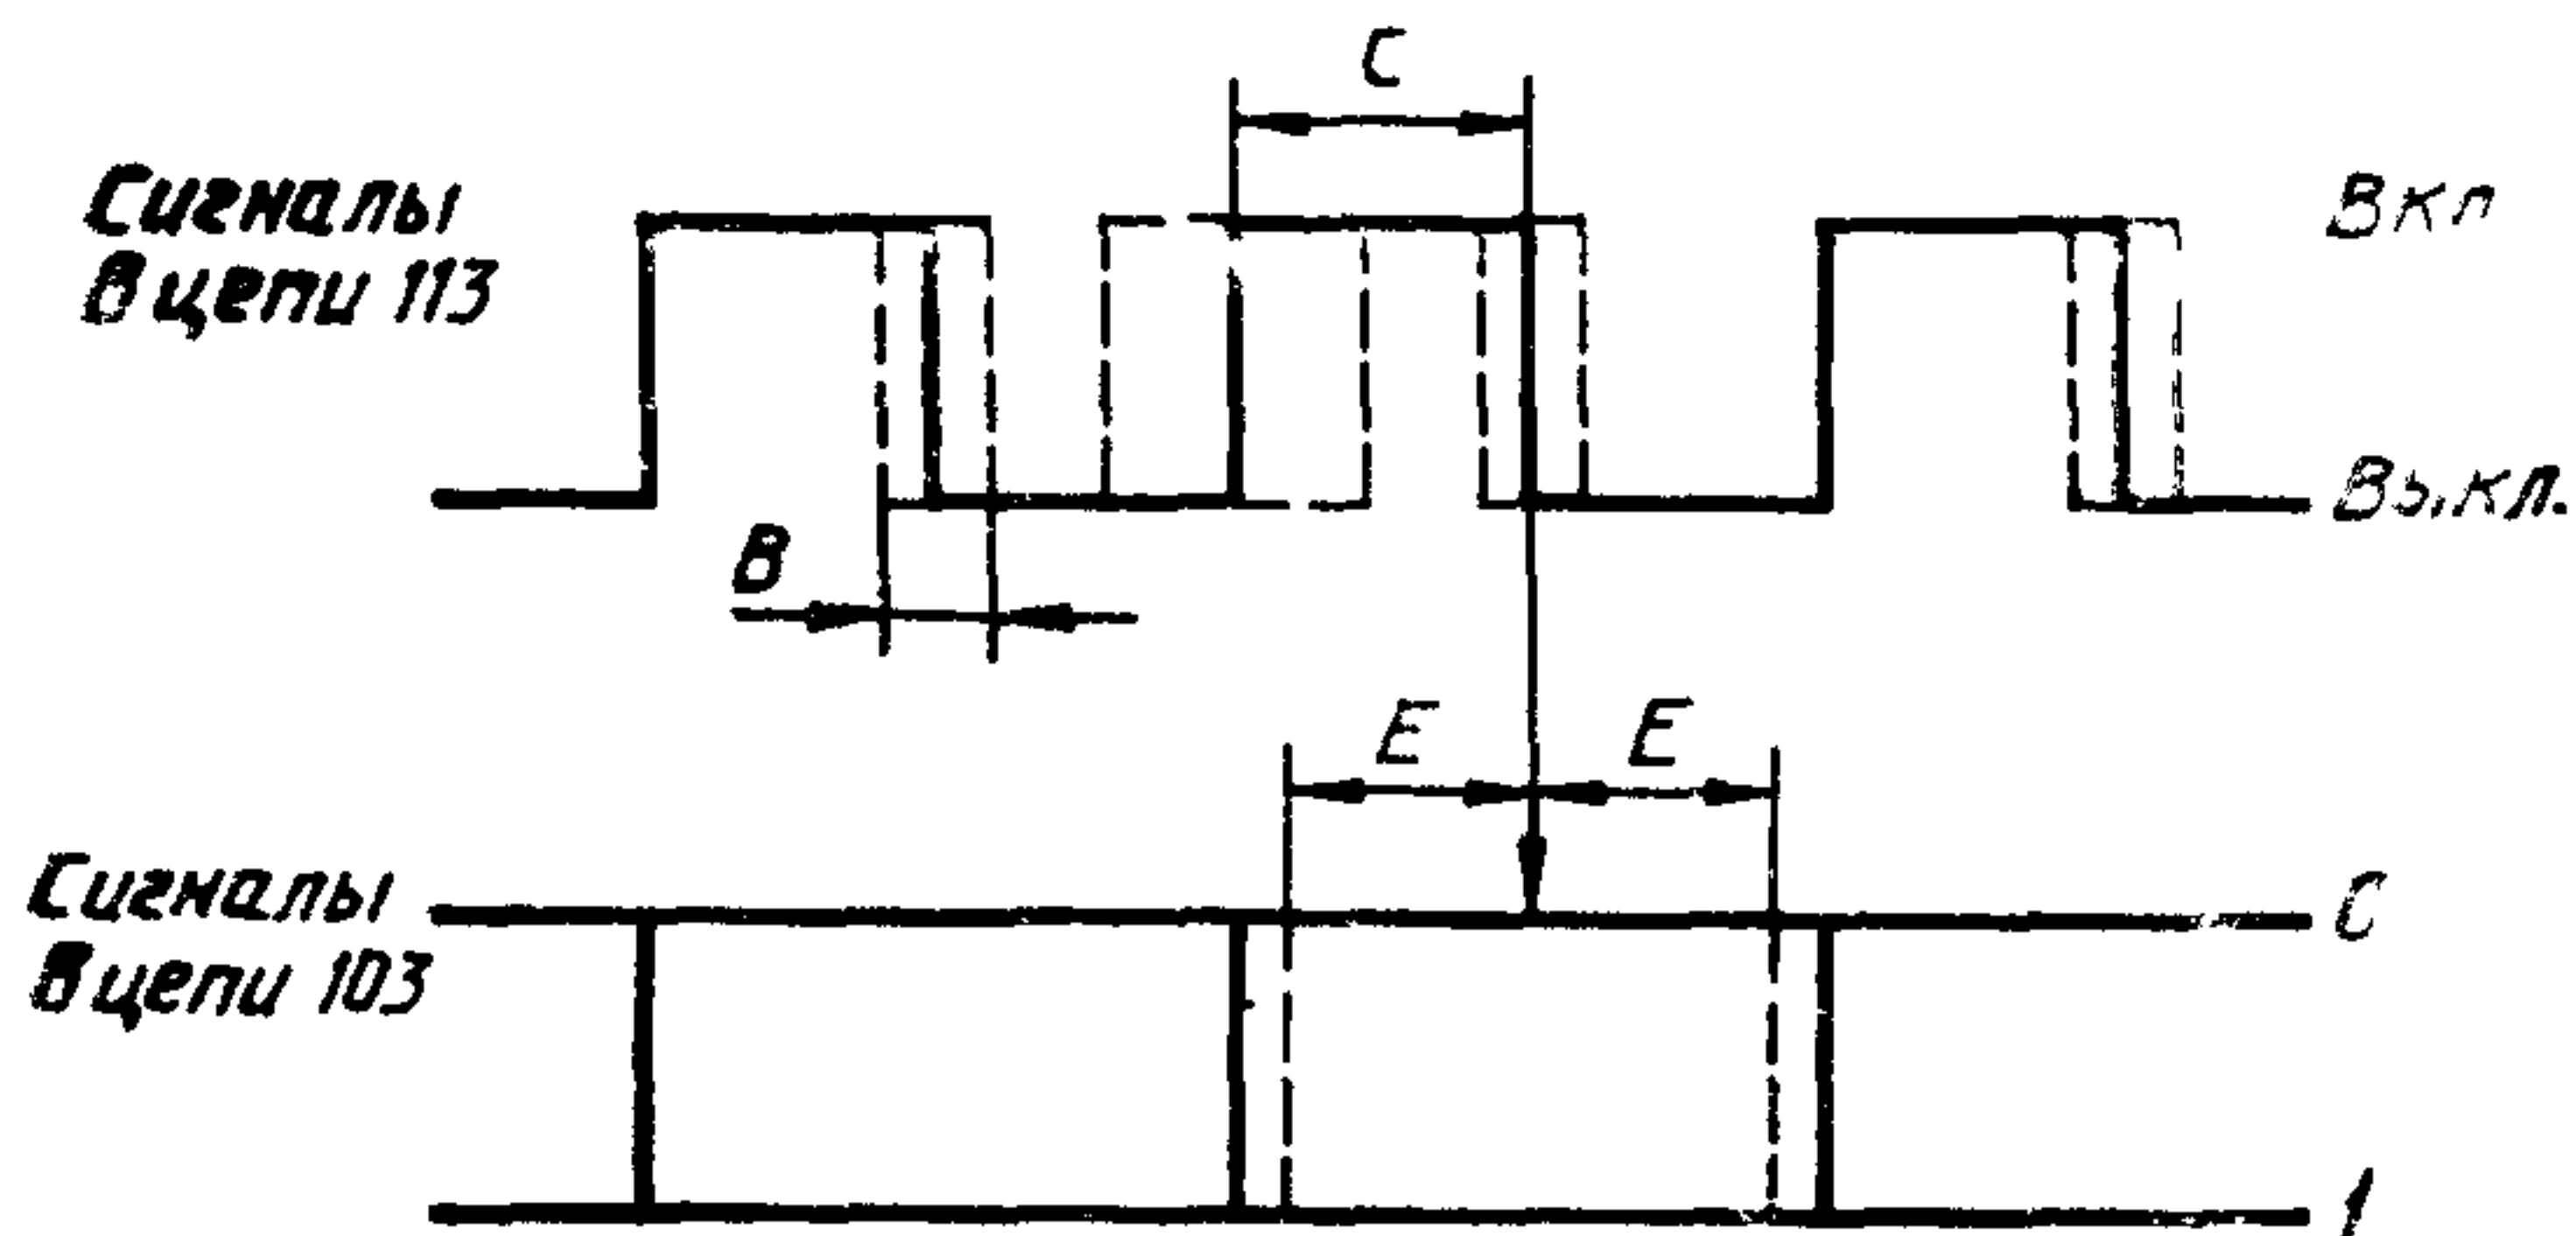 С
Сигналы
в цепи 113
Вкл
Выкл.
В
Е Е
Сигналы
в цепи 103
С
1